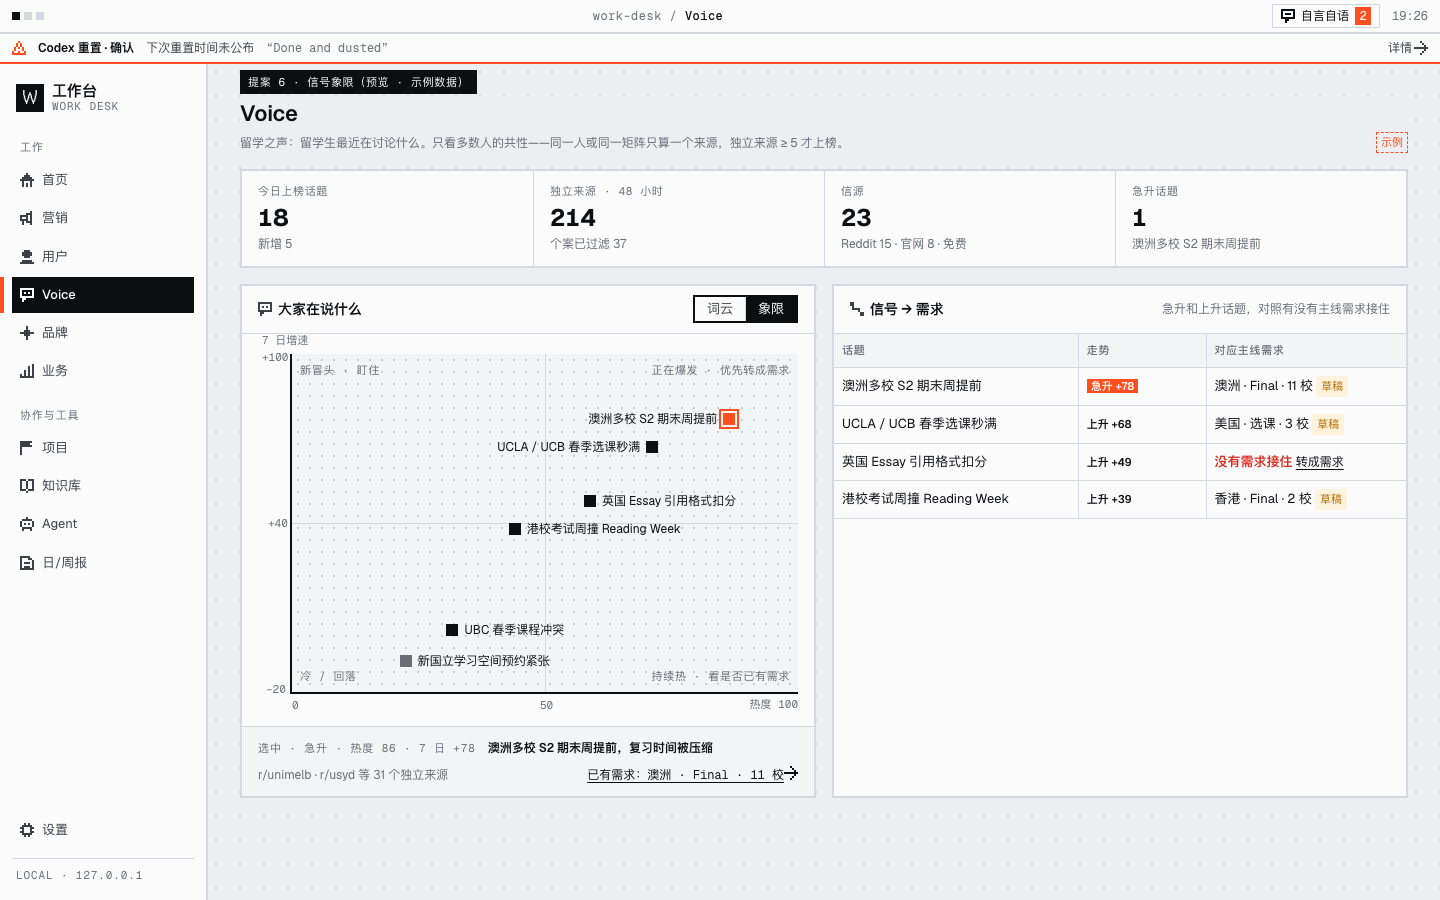 work-desk / Voice
自言自语 2
19:26
Codex 重置 · 确认 下次重置时间未公布 “Done and dusted”
详情
W 工作台
WORK DESK
工作
首页
营销
用户
Voice
品牌
业务
协作与工具
项目
知识库
Agent
日/周报
设置
LOCAL · 127.0.0.1
提案 6 · 信号象限 (预览 · 示例数据)
Voice
留学之声：留学生最近在讨论什么。只看多数人的共性——同一人或同一矩阵只算一个来源，独立来源 ≥ 5 才上榜。
示例
今日上榜话题
18
新增 5
独立来源 · 48 小时
214
个案已过滤 37
信源
23
Reddit 15 · 官网 8 · 免费
急升话题
1
澳洲多校 S2 期末周提前
大家在说什么
词云 象限
7 日增速
+100
新冒头 · 盯住
正在爆发 · 优先转成需求
澳洲多校 S2 期末周提前
UCLA / UCB 春季选课秒满
英国 Essay 引用格式扣分
+40
港校考试周撞 Reading Week
UBC 春季课程冲突
新国立学习空间预约紧张
冷 / 回落
持续热 · 看是否已有需求
-20
0
50
热度 100
选中 · 急升 · 热度 86 · 7 日 +78 澳洲多校 S2 期末周提前，复习时间被压缩
r/unimelb · r/usyd 等 31 个独立来源
已有需求：澳洲 · Final · 11 校
信号 → 需求
急升和上升话题，对照有没有主线需求接住
话题 走势 对应主线需求
澳洲多校 S2 期末周提前 急升 +78 澳洲 · Final · 11 校 草稿
UCLA / UCB 春季选课秒满 上升 +68 美国 · 选课 · 3 校 草稿
英国 Essay 引用格式扣分 上升 +49 没有需求接住 转成需求
港校考试周撞 Reading Week 上升 +39 香港 · Final · 2 校 草稿